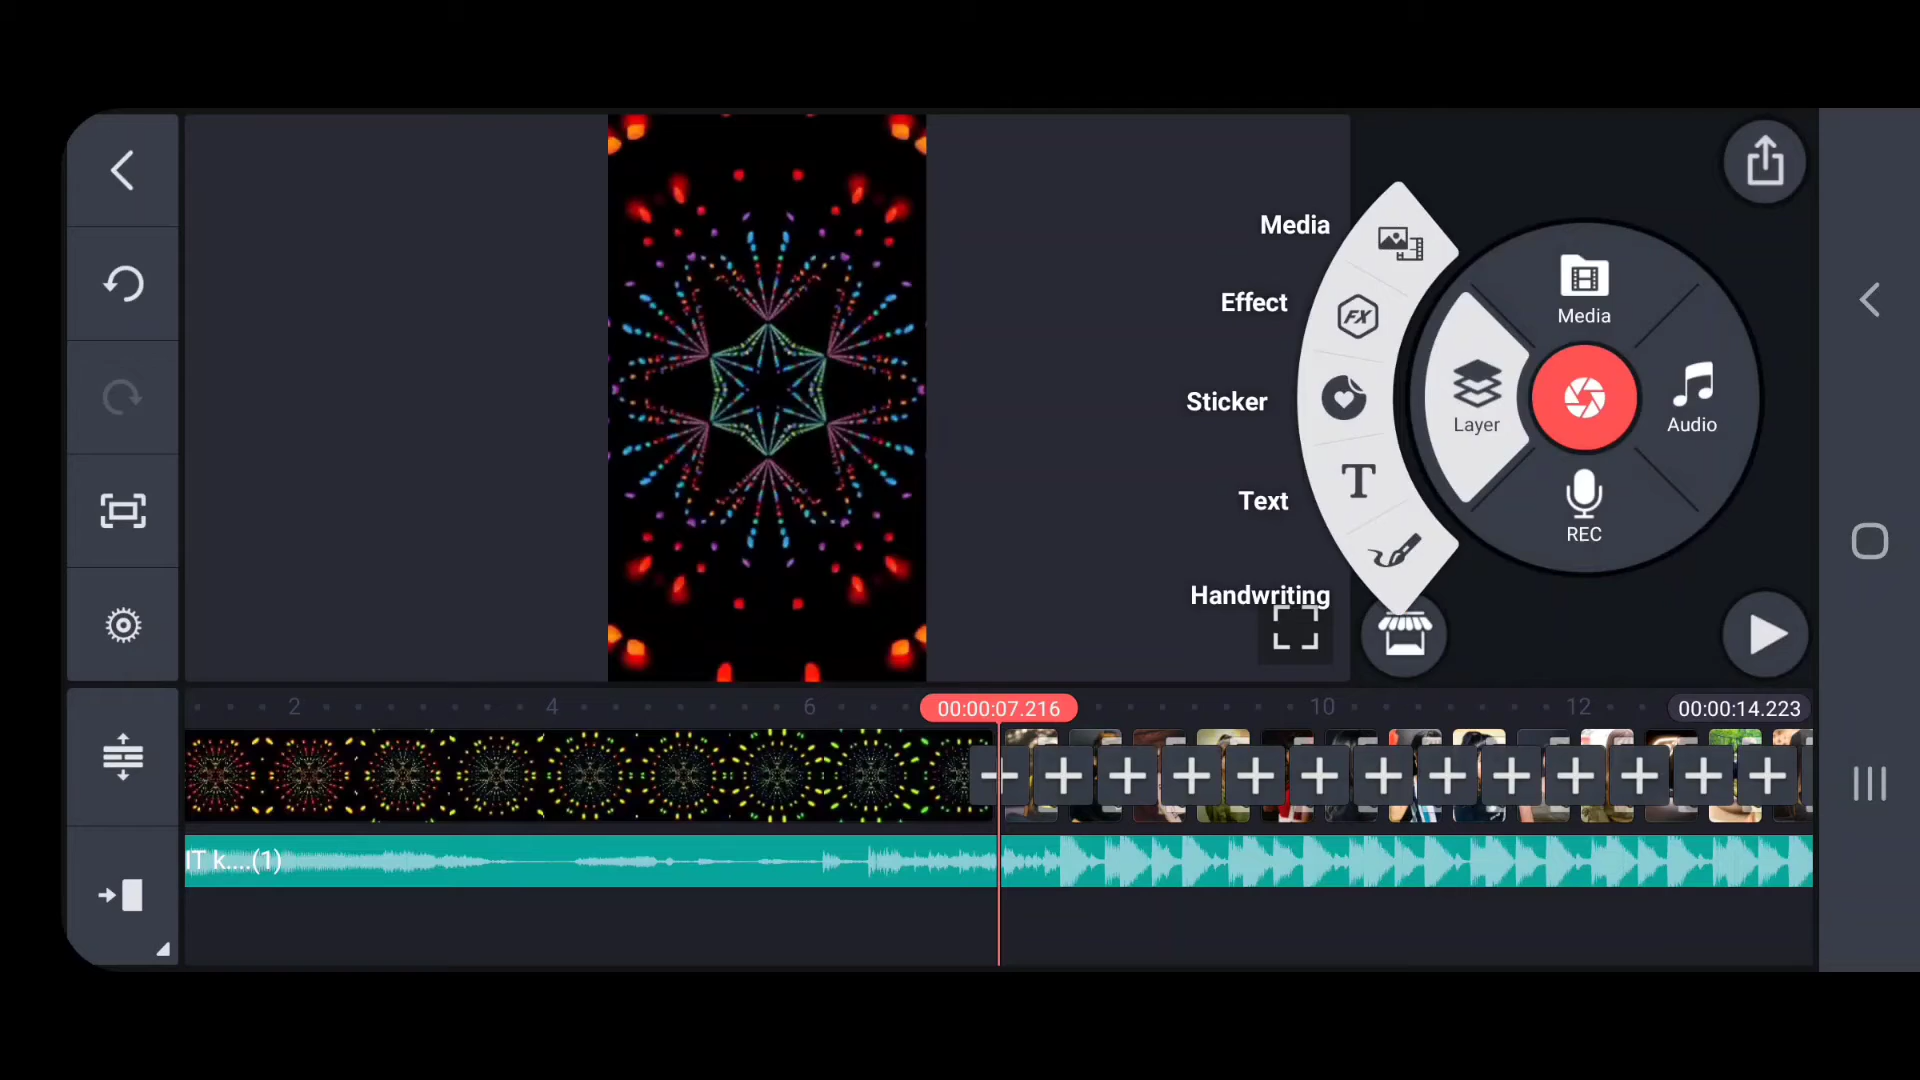 Media
Effect
Sticker
Text
Handwriting
Media
Layer
Audio
REC
2
4
6
00:00:07.216
10
12
00:00:14.223
IT k....(1)
FX
T